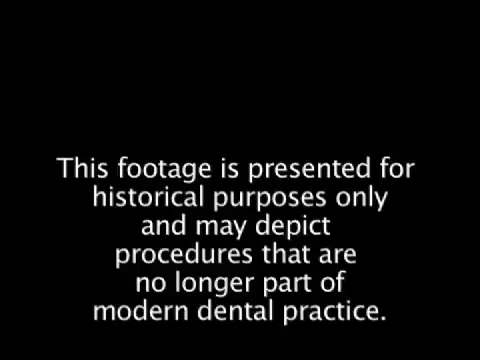 This footage is presented for
historical purposes only
and may depict
procedures that are
no longer part of
modern dental practice.